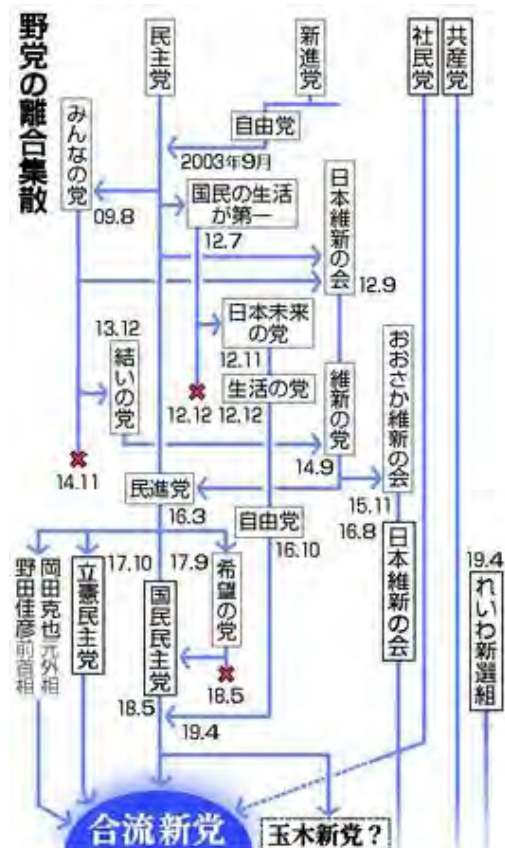 野党の離合集散
民主党
新進党
社民党
共産党
自由党
2003年9月
みんなの党
09.8
国民の生活
が第一
12.7
日本維新の会
12.9
日本未来
の党
12.11
13.12
結いの党
生活の党
12.12
12.12
維新の党
14.9
おおさか維新の会
15.11
14.11
民進党
16.3
自由党
16.10
16.8
日本維新の会
19.4
れいわ新選組
岡田克也元外相
野田佳彦前首相
立憲民主党
17.10
17.9
希望の党
国民民主党
18.5
18.5
19.4
合流新党
玉木新党？